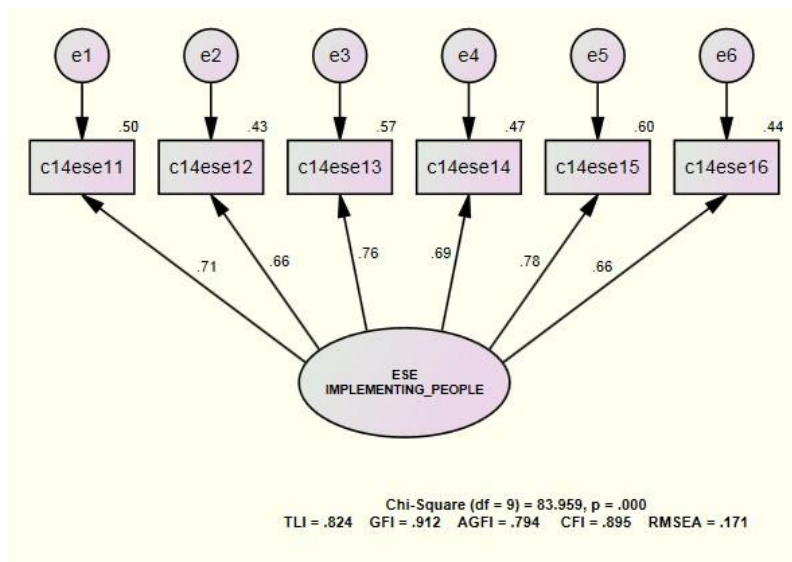 e1 e2 e3 e4 e5 e6
.50 .43 .57 .47 .60 .44
c14ese11 c14ese12 c14ese13 c14ese14 c14ese15 c14ese16
.71 .66 .76 .69 .78 .66
ESE
IMPLEMENTING_PEOPLE
Chi-Square (df = 9) = 83.959, p = .000
TLI = .824 GFI = .912 AGFI = .794 CFI = .895 RMSEA = .171